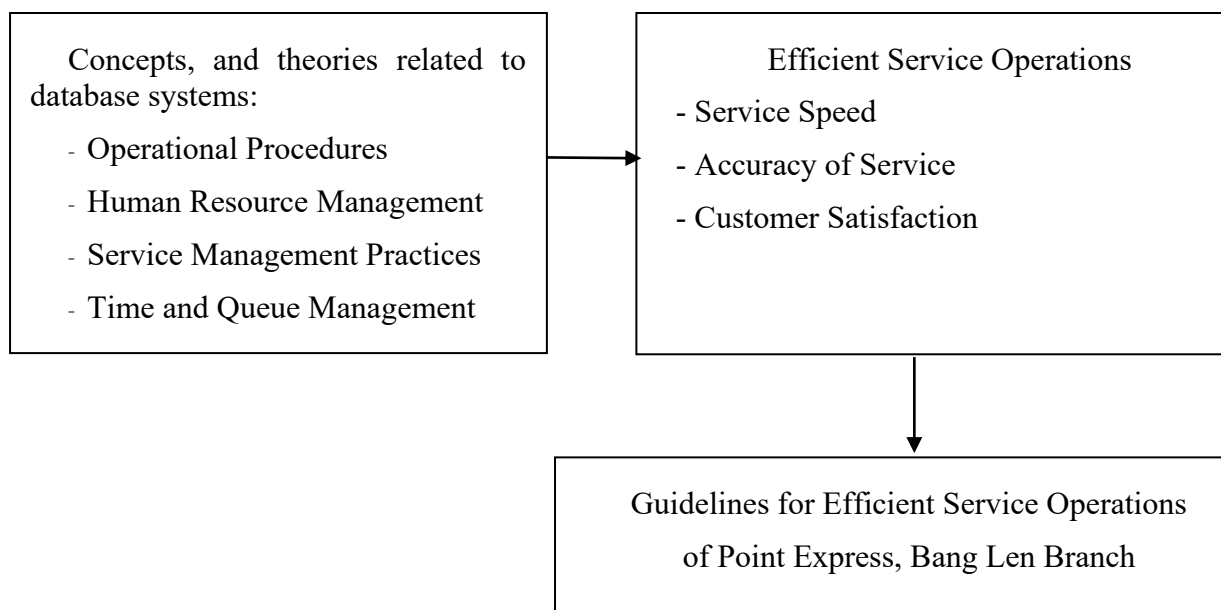 Concepts, and theories related to
database systems:
- Operational Procedures
- Human Resource Management
- Service Management Practices
- Time and Queue Management
Efficient Service Operations
- Service Speed
- Accuracy of Service
- Customer Satisfaction
Guidelines for Efficient Service Operations
of Point Express, Bang Len Branch